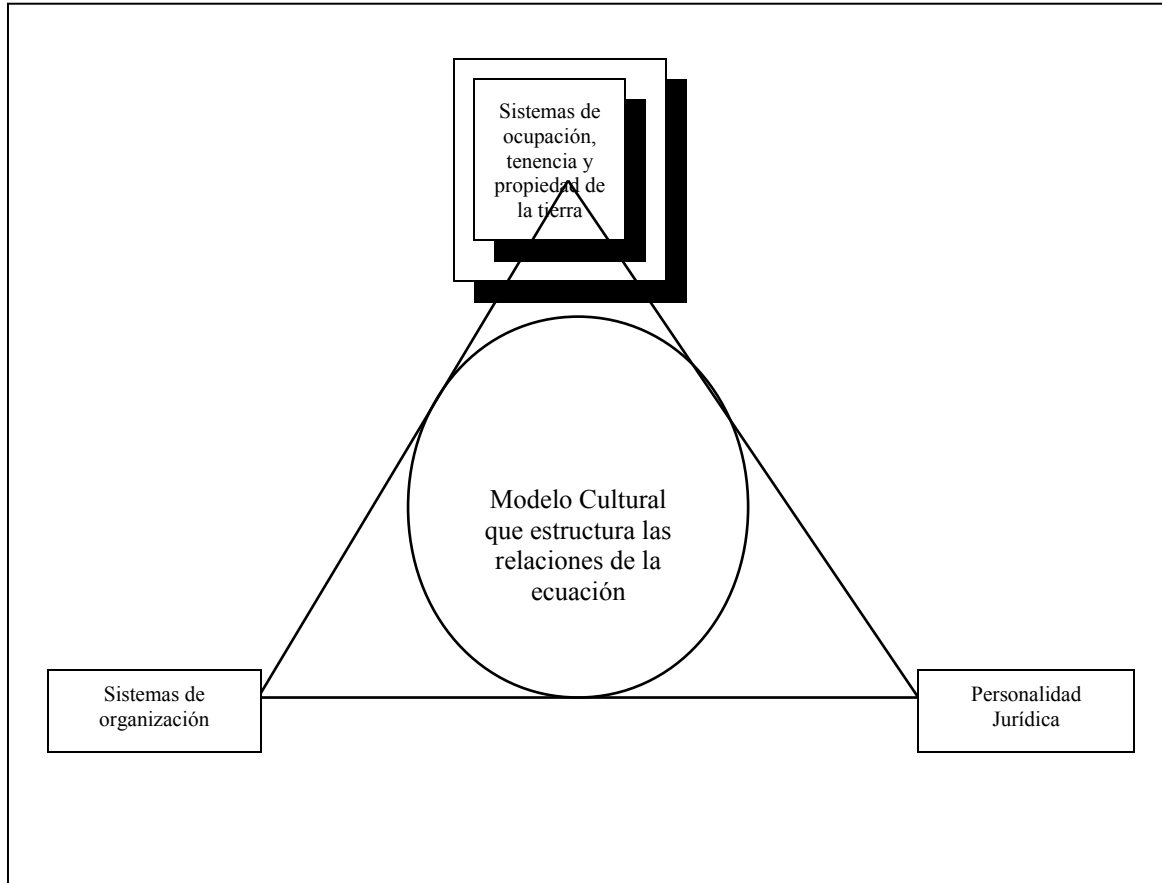 Sistemas de
ocupación,
tenencia y
propiedad de
la tierra
Modelo Cultural
que estructura las
relaciones de la
ecuación
Sistemas de
organización
Personalidad
Jurídica